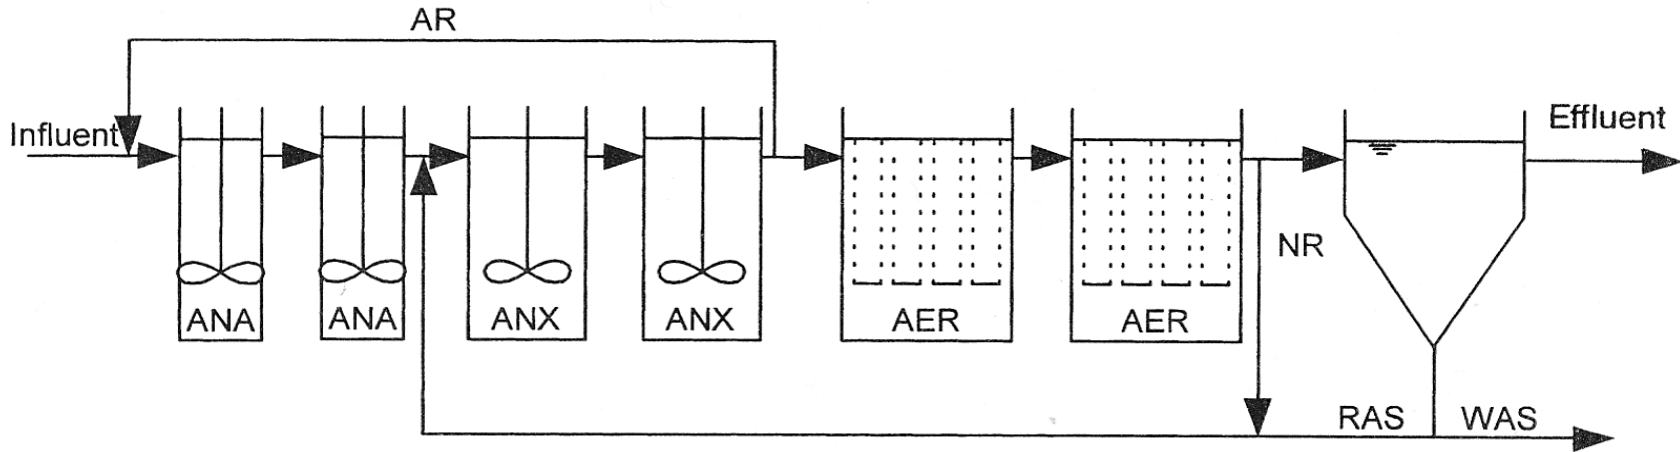 AR
Influent
Effluent
NR
ANA
ANA
ANX
ANX
AER
AER
RAS
WAS